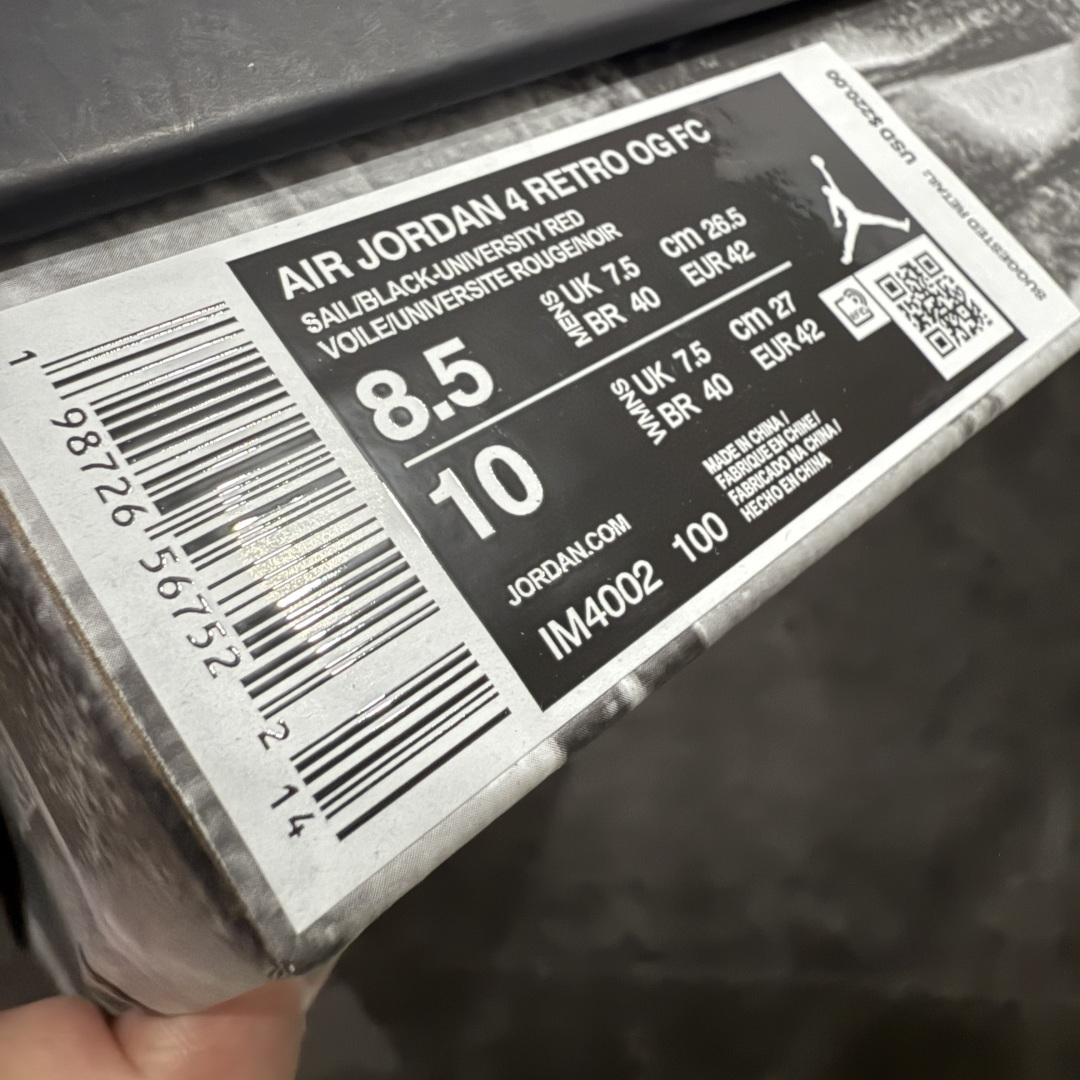 AIR JORDAN 4 RETRO OG FC
SAIL/BLACK-UNIVERSITY RED
VOILE/UNIVERSITE ROUGE/NOIR
8.5
MENS
UK 7.5 cm 26.5
BR 40 EUR 42
10
WMNS
UK 7.5 cm 27
BR 40 EUR 42
MADE IN CHINA /
FABRIQUE EN CHINE /
FABRICADO NA CHINA /
HECHO EN CHINA
JORDAN.COM
IM4002 100
1 98726 56752 2 14
SUGGESTED RETAIL: USD $220.00